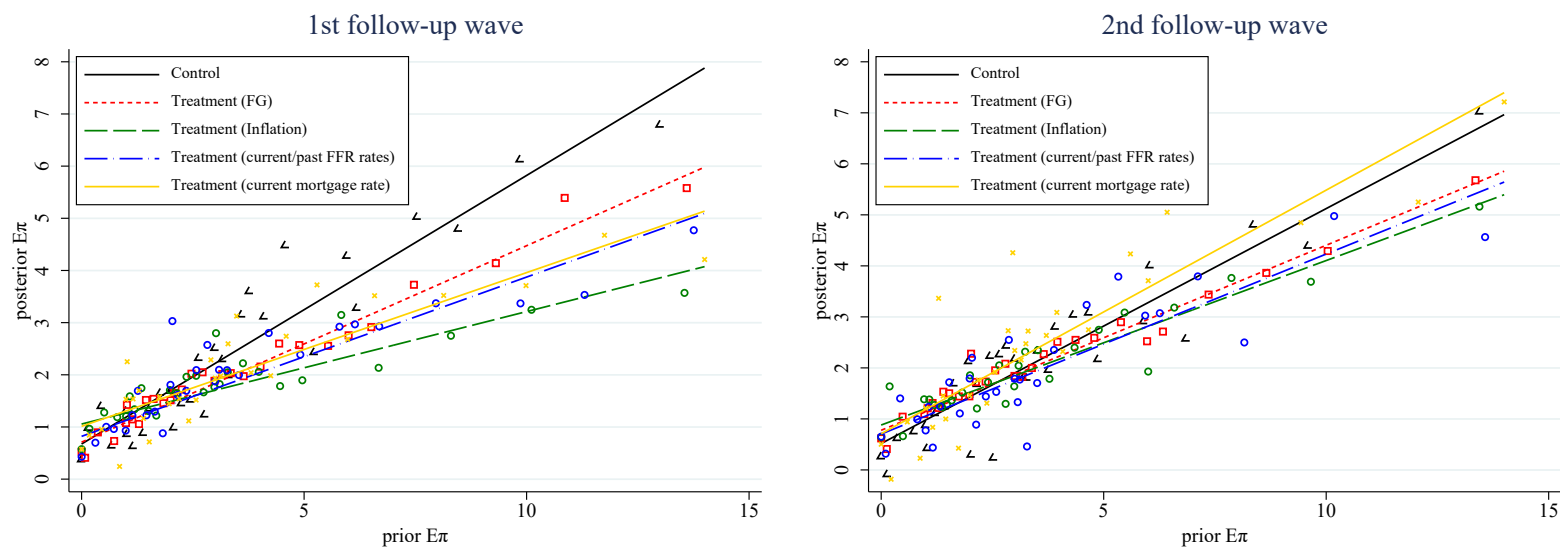 1st follow-up wave
Control
Treatment (FG)
Treatment (Inflation)
Treatment (current/past FFR rates)
Treatment (current mortgage rate)
posterior Eπ
8
7
6
5
4
3
2
1
0
0 5 10 15
prior Eπ
2nd follow-up wave
Control
Treatment (FG)
Treatment (Inflation)
Treatment (current/past FFR rates)
Treatment (current mortgage rate)
posterior Eπ
8
7
6
5
4
3
2
1
0
0 5 10 15
prior Eπ